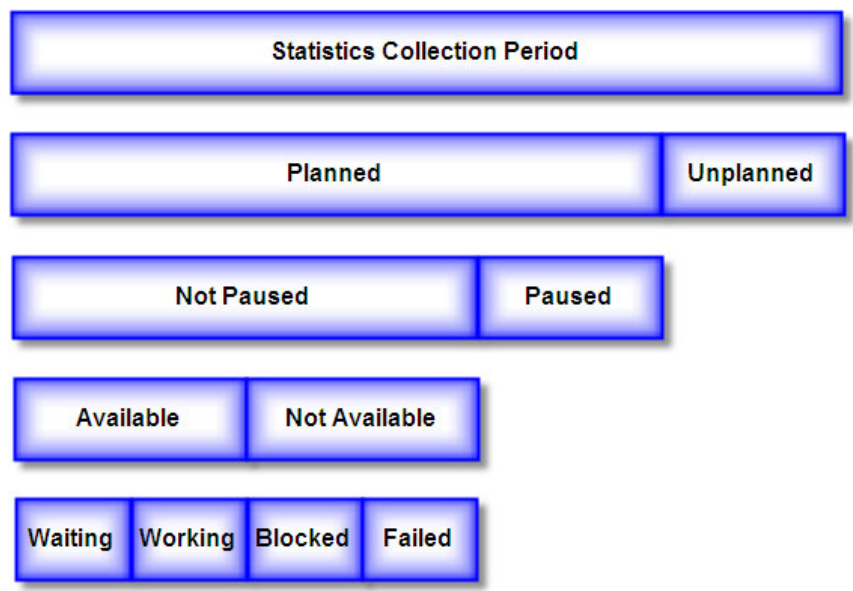 Statistics Collection Period
Planned Unplanned
Not Paused Paused
Available Not Available
Waiting Working Blocked Failed